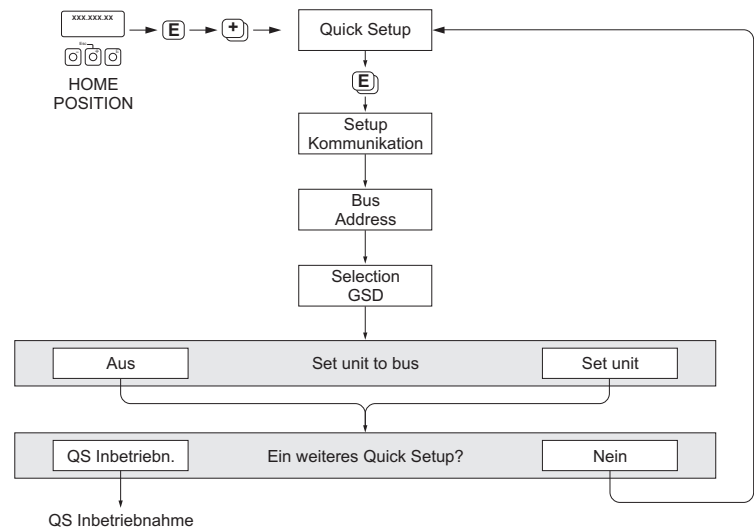 xxx.xxx.xx
Esc
E
+
Quick Setup
HOME
POSITION
E
Setup
Kommunikation
Bus
Address
Selection
GSD
Aus
Set unit to bus
Set unit
QS Inbetriebn.
Ein weiteres Quick Setup?
Nein
QS Inbetriebnahme